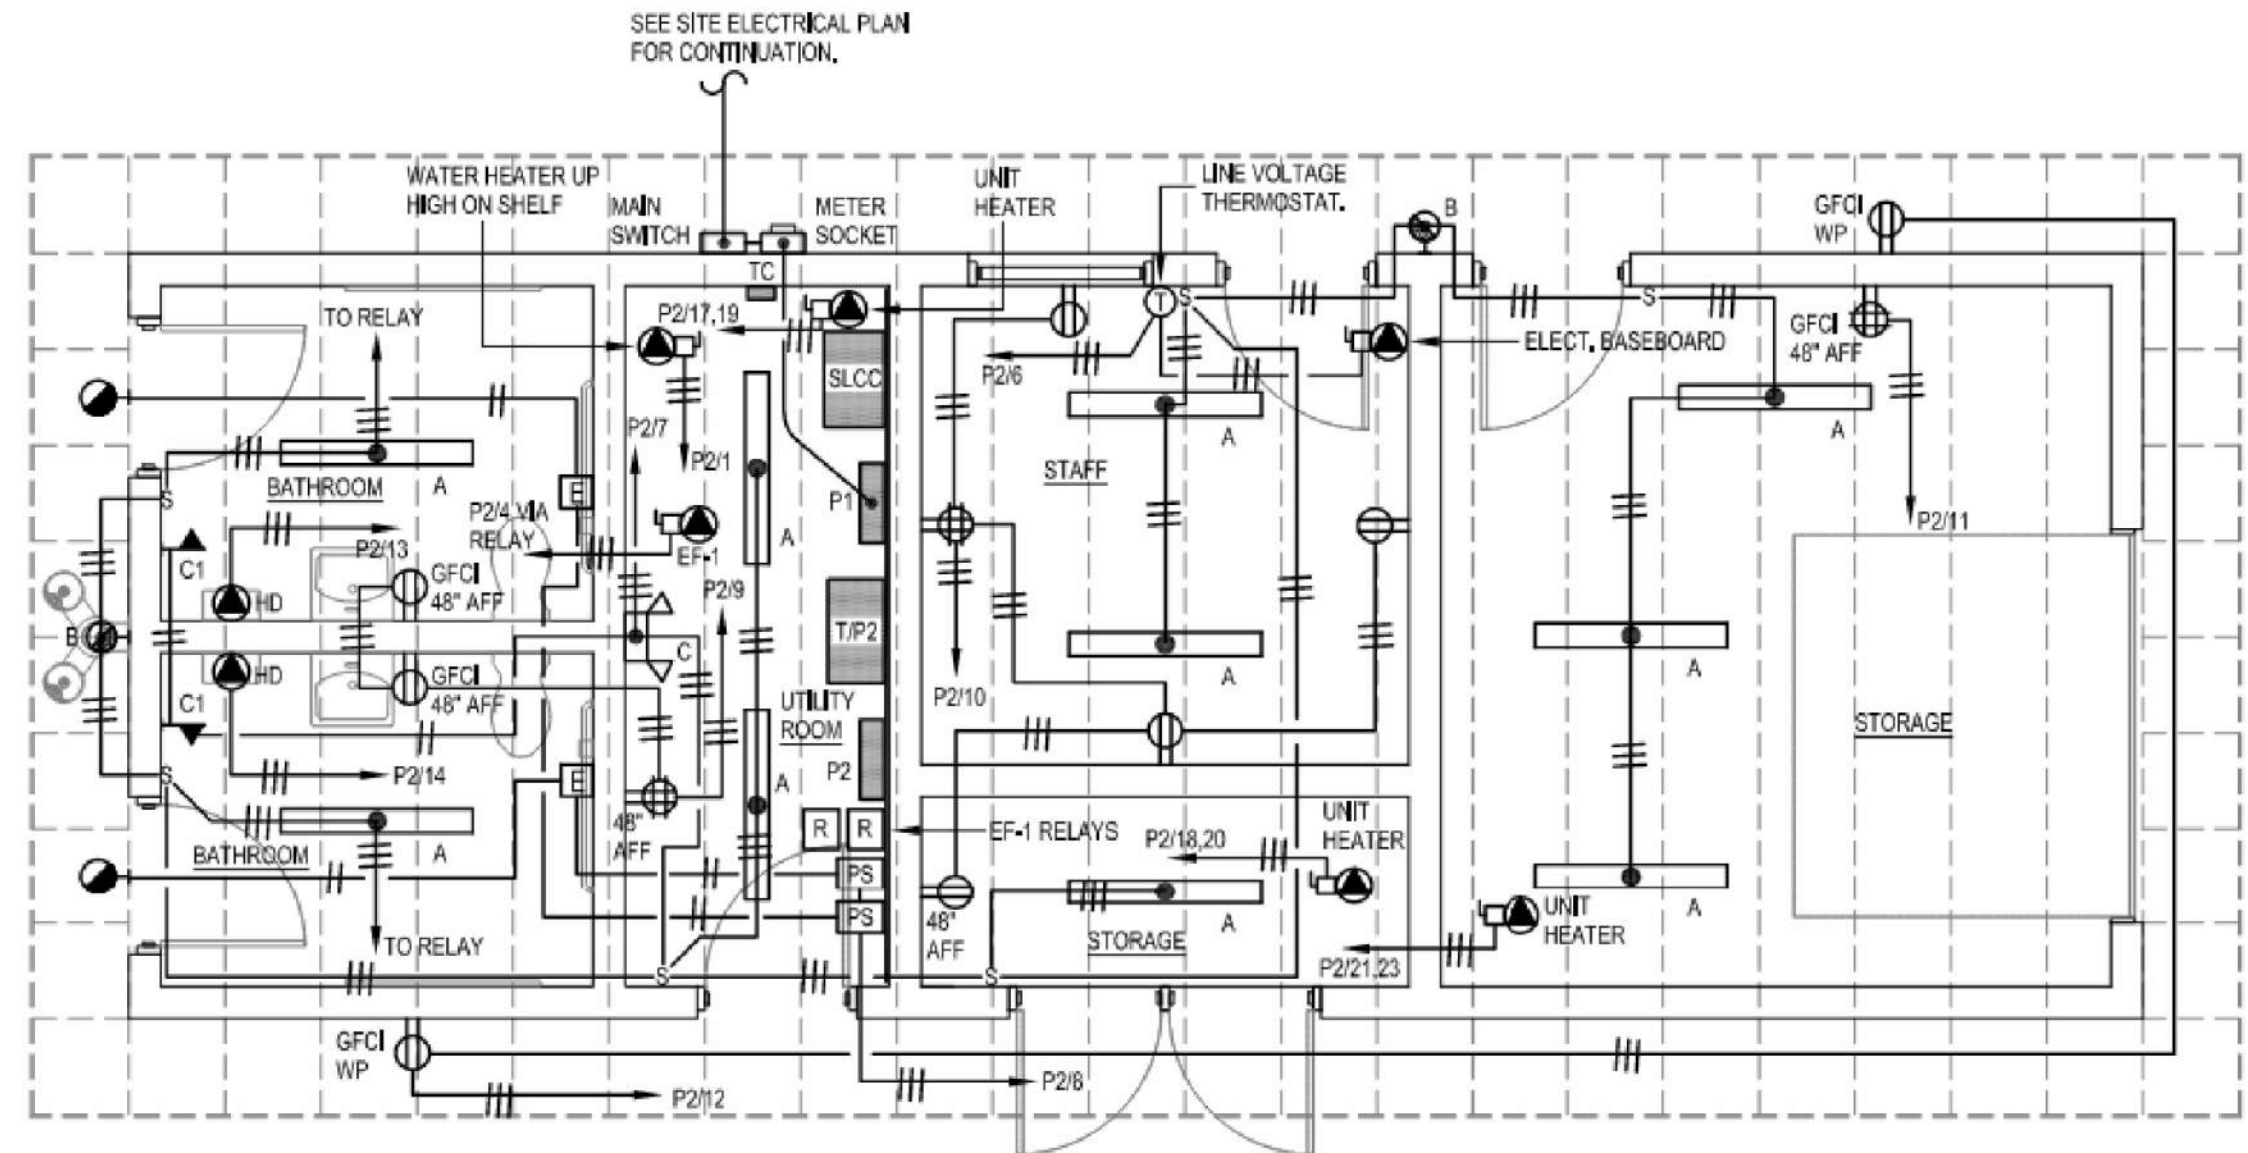 SEE SITE ELECTRICAL PLAN
FOR CONTINUATION.
WATER HEATER UP
HIGH ON SHELF
MAIN
SWITCH
METER
SOCKET
TC
UNIT
HEATER
LINE VOLTAGE
THERMOSTAT.
B
GFCI
WP
TO RELAY
P2/17,19
T
S
S
GFCI
48" AFF
ELECT. BASEBOARD
P2/6
SLCC
P2/7
A
A
P2/1
STAFF
BATHROOM
A
E
S
P1
P2/4 VIA
RELAY
A
P2/11
EF-1
P2/13
C1
GFCI
48" AFF
HD
P2/9
B
T/P2
C
A
A
HD
GFCI
48" AFF
P2/10
C1
UTILITY
ROOM
STORAGE
P2/14
S
E
P2
A
48"
AFF
R
R
EF-1 RELAYS
P2/18,20
UNIT
HEATER
BATHROOM
A
PS
PS
48"
AFF
A
STORAGE
A
UNIT
HEATER
P2/21,23
TO RELAY
S
S
GFCI
WP
P2/8
P2/12